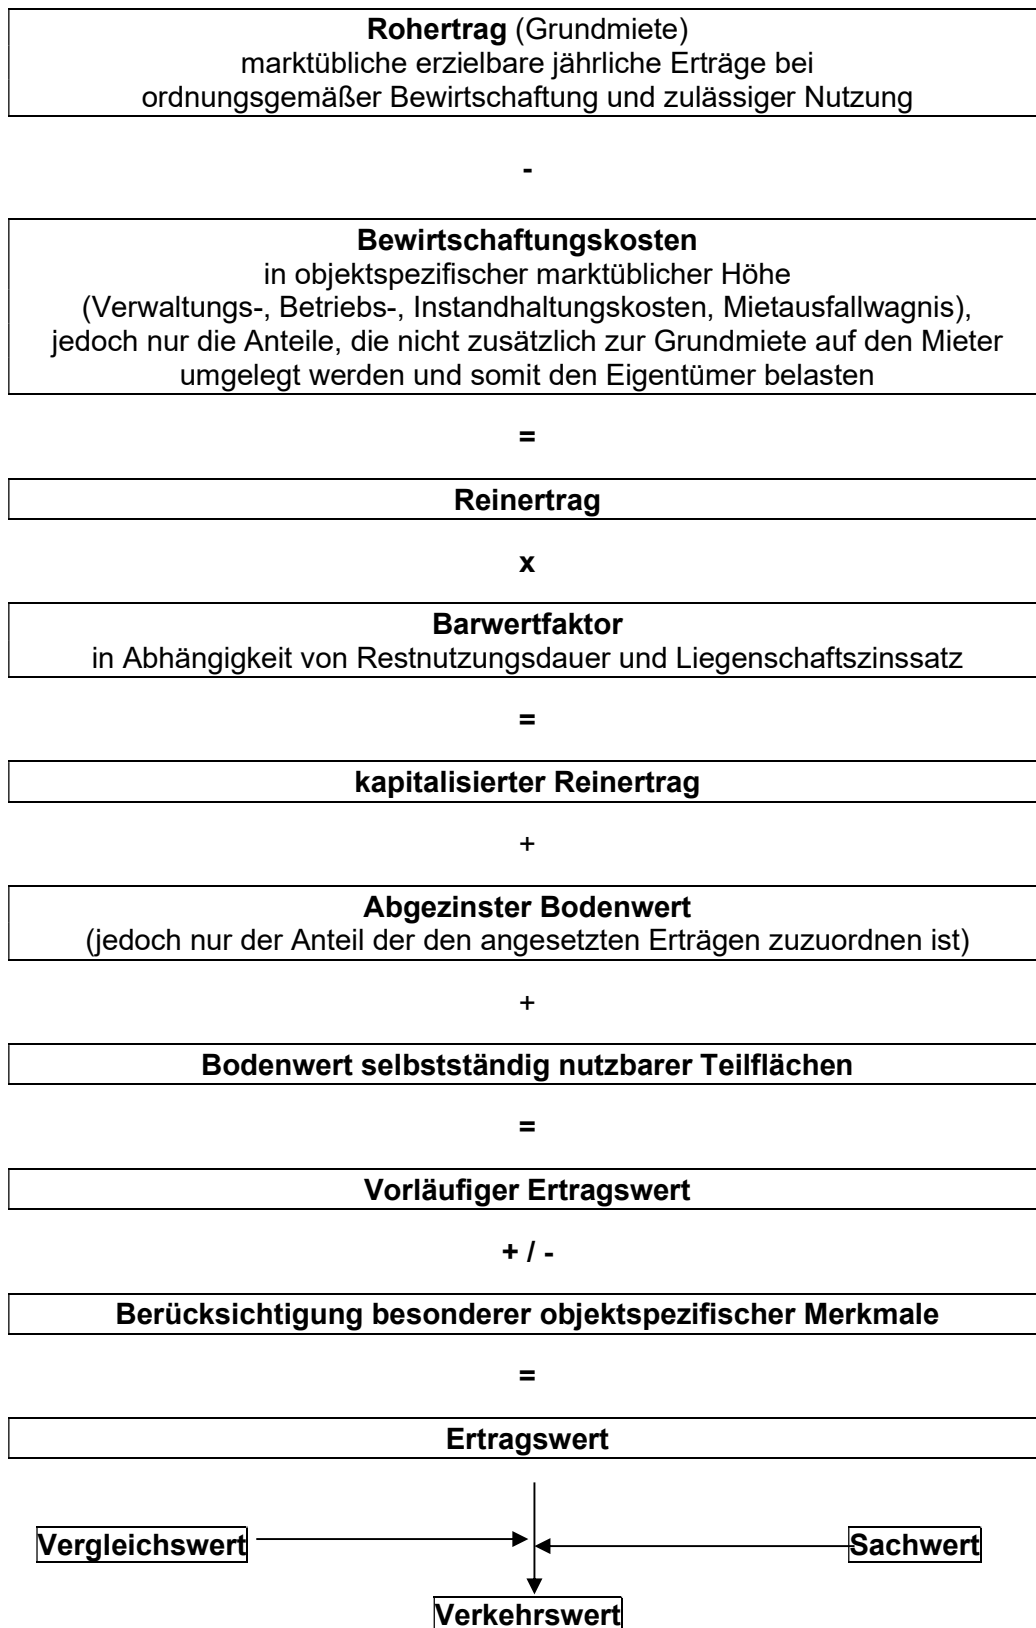 Rohertrag (Grundmiete)
marktübliche erzielbare jährliche Erträge bei
ordnungsgemäßer Bewirtschaftung und zulässiger Nutzung
-
Bewirtschaftungskosten
in objektspezifischer marktüblicher Höhe
(Verwaltungs-, Betriebs-, Instandhaltungskosten, Mietausfallwagnis),
jedoch nur die Anteile, die nicht zusätzlich zur Grundmiete auf den Mieter
umgelegt werden und somit den Eigentümer belasten
=
Reinertrag
x
Barwertfaktor
in Abhängigkeit von Restnutzungsdauer und Liegenschaftszinssatz
=
kapitalisierter Reinertrag
+
Abgezinster Bodenwert
(jedoch nur der Anteil der den angesetzten Erträgen zuzuordnen ist)
+
Bodenwert selbstständig nutzbarer Teilflächen
=
Vorläufiger Ertragswert
+ / -
Berücksichtigung besonderer objektspezifischer Merkmale
=
Ertragswert
Vergleichswert
Sachwert
Verkehrswert